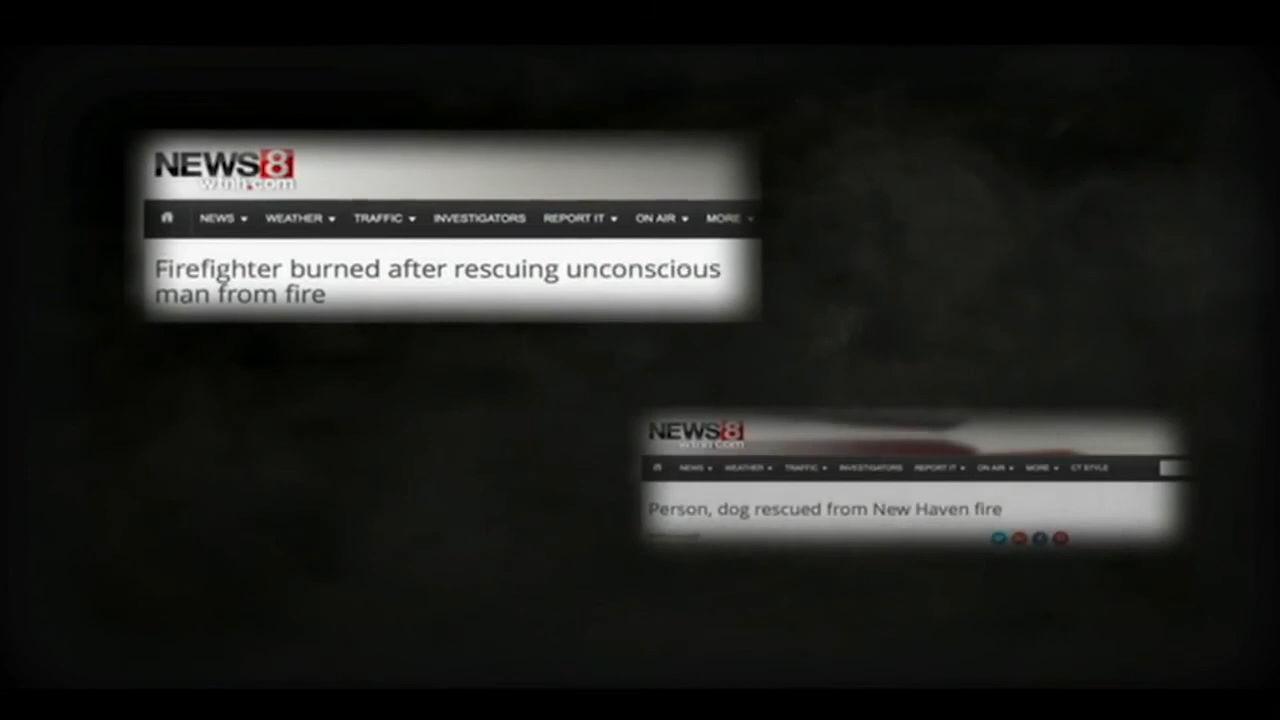 NEWS8
wtnh.com
NEWS WEATHER TRAFFIC INVESTIGATORS REPORT IT ON AIR MORE
Firefighter burned after rescuing unconscious
man from fire
NEWS8
wtnh.com
NEWS WEATHER TRAFFIC INVESTIGATORS REPORT IT ON AIR MORE CT STYLE
Person, dog rescued from New Haven fire